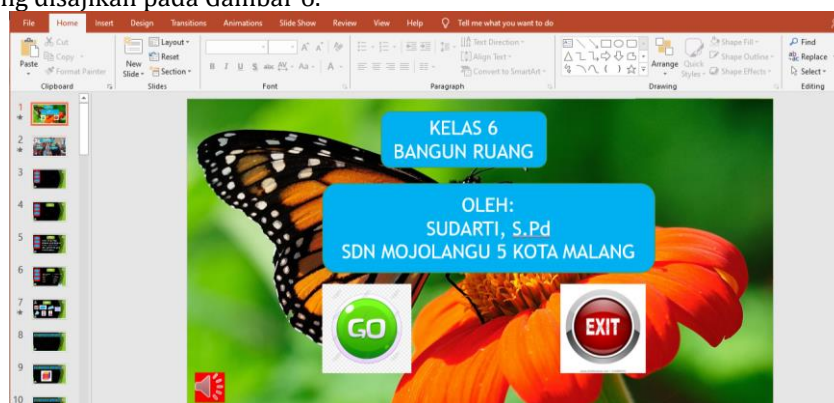 ng disajikan pada Gambar 6.
File Home Insert Design Transitions Animations Slide Show Review View Help Tell me what you want to do
Cut
Copy
Format Painter
Paste
Clipboard
New Slide
Layout
Reset
Section
Slides
B I U S abc AV Aa A
Font
Text Direction
Align Text
Convert to SmartArt
Paragraph
Arrange
Quick Styles
Shape Fill
Shape Outline
Shape Effects
Drawing
Find
Replace
Select
Editing
1
2
3
4
5
6
7
8
9
10
KELAS 6
BANGUN RUANG
OLEH:
SUDARTI, S.Pd
SDN MOJOLANGU 5 KOTA MALANG
GO
EXIT